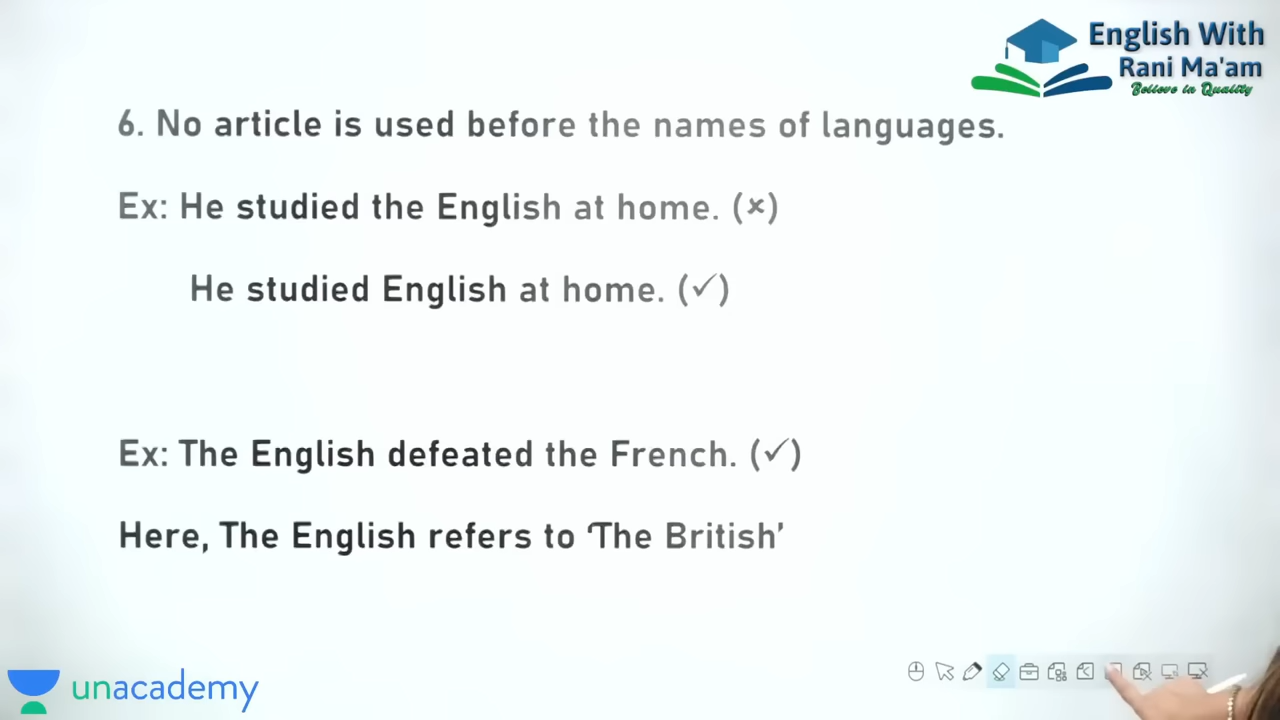 English With
Rani Ma'am
Believe in Quality
6. No article is used before the names of languages.
Ex: He studied the English at home. (×)
He studied English at home. (✓)
Ex: The English defeated the French. (✓)
Here, The English refers to ‘The British’
unacademy